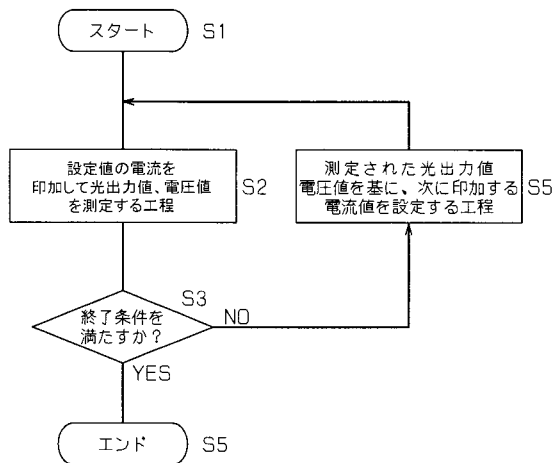 スタート
S1
設定値の電流を
印加して光出力値、電圧値
を測定する工程
S2
測定された光出力値
電圧値を基に、次に印加する
電流値を設定する工程
S5
S3
終了条件を
満たすか？
NO
YES
エンド
S5